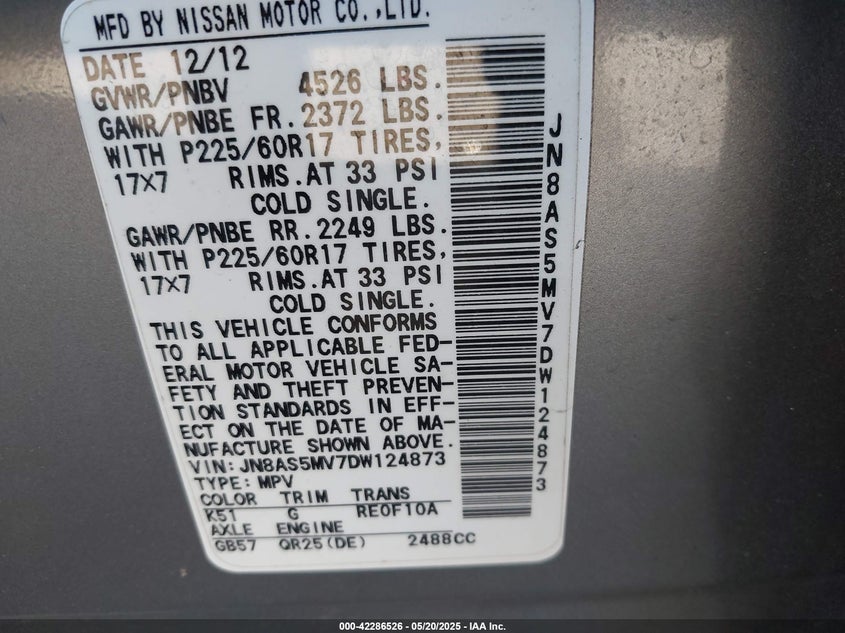 MFD BY NISSAN MOTOR CO.,LTD.
DATE 12/12
GVWR/PNBV 4526 LBS.
GAWR/PNBE FR.2372 LBS.
WITH P225/60R17 TIRES,
17X7 RIMS.AT 33 PSI
COLD SINGLE.
GAWR/PNBE RR.2249 LBS.
WITH P225/60R17 TIRES,
17X7 RIMS.AT 33 PSI
COLD SINGLE.
THIS VEHICLE CONFORMS
TO ALL APPLICABLE FED-
ERAL MOTOR VEHICLE SA-
FETY AND THEFT PREVEN-
TION STANDARDS IN EFF-
ECT ON THE DATE OF MA-
NUFACTURE SHOWN ABOVE.
VIN:JN8AS5MV7DW124873
TYPE:MPV
COLOR TRIM TRANS
K51 G RE0F10A
AXLE ENGINE
GB57 QR25(DE) 2488CC
JN8AS5MV7DW124873
000-42286526 - 05/20/2025 - IAA Inc.